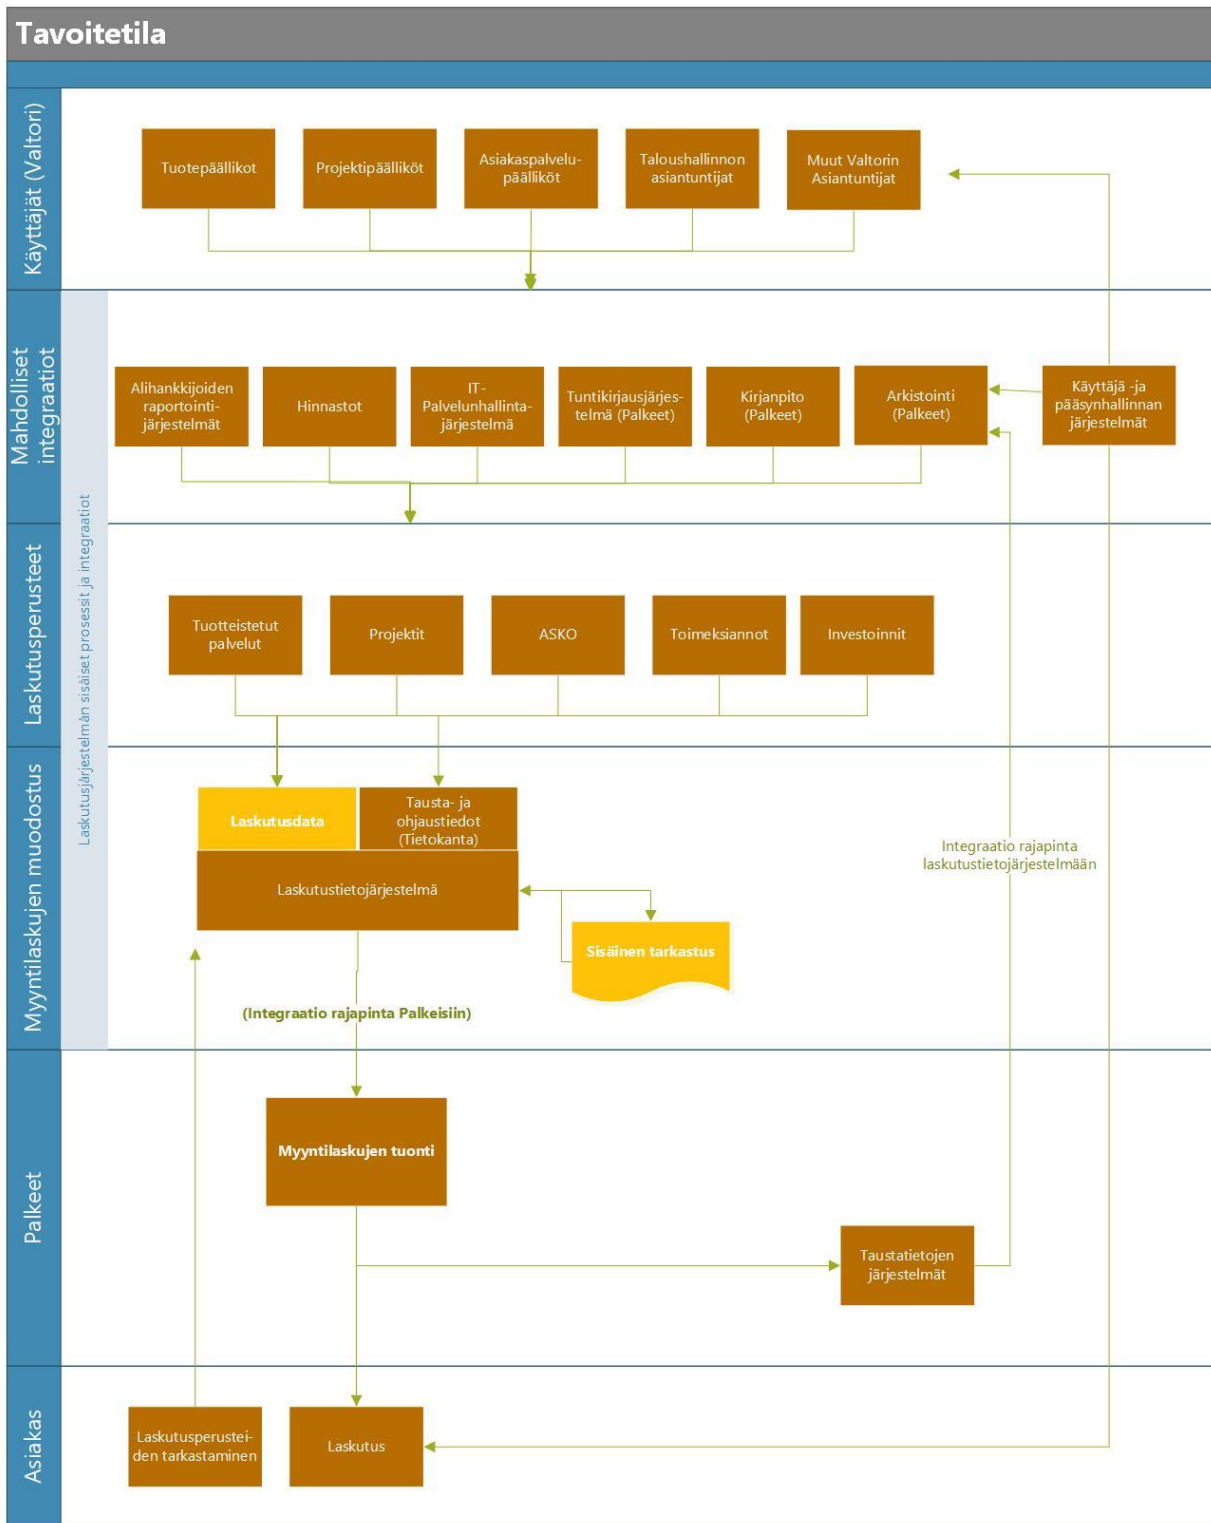 Tavoitetila
Käyttäjät (Valtori)
Tuotepäällikot
Projektipäälliköt
Asiakaspalvelu-
päälliköt
Taloushallinnon
asiantuntijat
Muut Valtorin
Asiantuntijat
Mahdolliset
integraatiot
Laskutusjärjestelmän sisäiset prosessit ja integraatiot
Alihankkijoiden
raportointi-
järjestelmät
Hinnastot
IT-
Palvelunhallinta-
järjestelmä
Tuntikirjausjärjes-
telmä (Palkeet)
Kirjanpito
(Palkeet)
Arkistointi
(Palkeet)
Käyttäjä -ja
pääsynhallinnan
järjestelmät
Laskutusperusteet
Tuotteistetut
palvelut
Projektit
ASKO
Toimeksiannot
Investoinnit
Myyntilaskujen muodostus
Laskutusdata
Tausta- ja
ohjaustiedot
(Tietokanta)
Laskutustietojärjestelmä
Sisäinen tarkastus
Integraatio rajapinta
laskutustietojärjestelmään
(Integraatio rajapinta Palkeisiin)
Palkeet
Myyntilaskujen tuonti
Taustatietojen
järjestelmät
Asiakas
Laskutusperustei-
den tarkastaminen
Laskutus